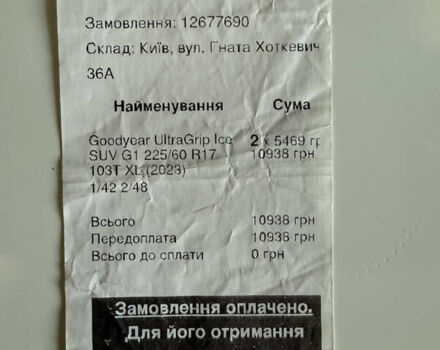 Замовлення: 12677690
Склад: Київ, вул. Гната Хоткевич
36А
Найменування Сума
Goodyear UltraGrip Ice 2 x 5469 гр
SUV G1 225/60 R17 10938 грн
103T XL (2023)
1/42 2/48
Всього 10938 грн
Передоплата 10938 грн
Всього до сплати 0 грн
Замовлення оплачено.
Для його отримання